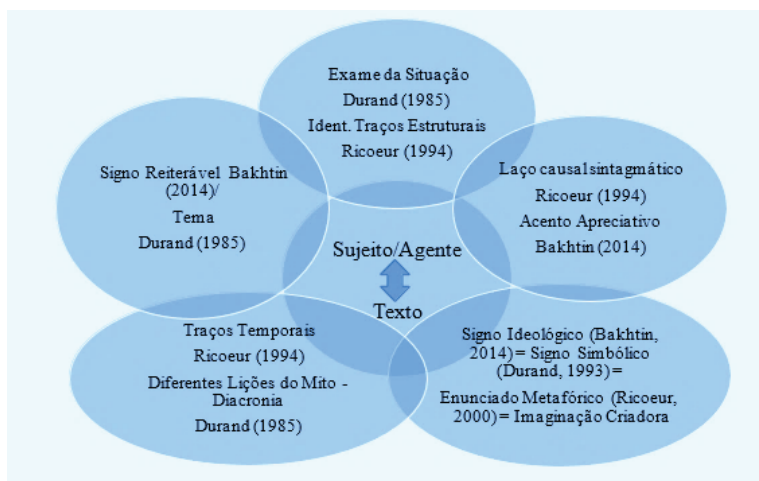 Exame da Situação
Durand (1985)
Ident. Traços Estruturais
Ricoeur (1994)
Signo Reiterável Bakhtin
(2014)/
Tema
Durand (1985)
Laço causal sintagmático
Ricoeur (1994)
Acento Apreciativo
Bakhtin (2014)
Sujeito/Agente
Texto
Traços Temporais
Ricoeur (1994)
Diferentes Lições do Mito -
Diacronia
Durand (1985)
Signo Ideológico (Bakhtin,
2014)= Signo Simbólico
(Durand, 1993)=
Enunciado Metafórico (Ricoeur,
2000)= Imaginação Criadora